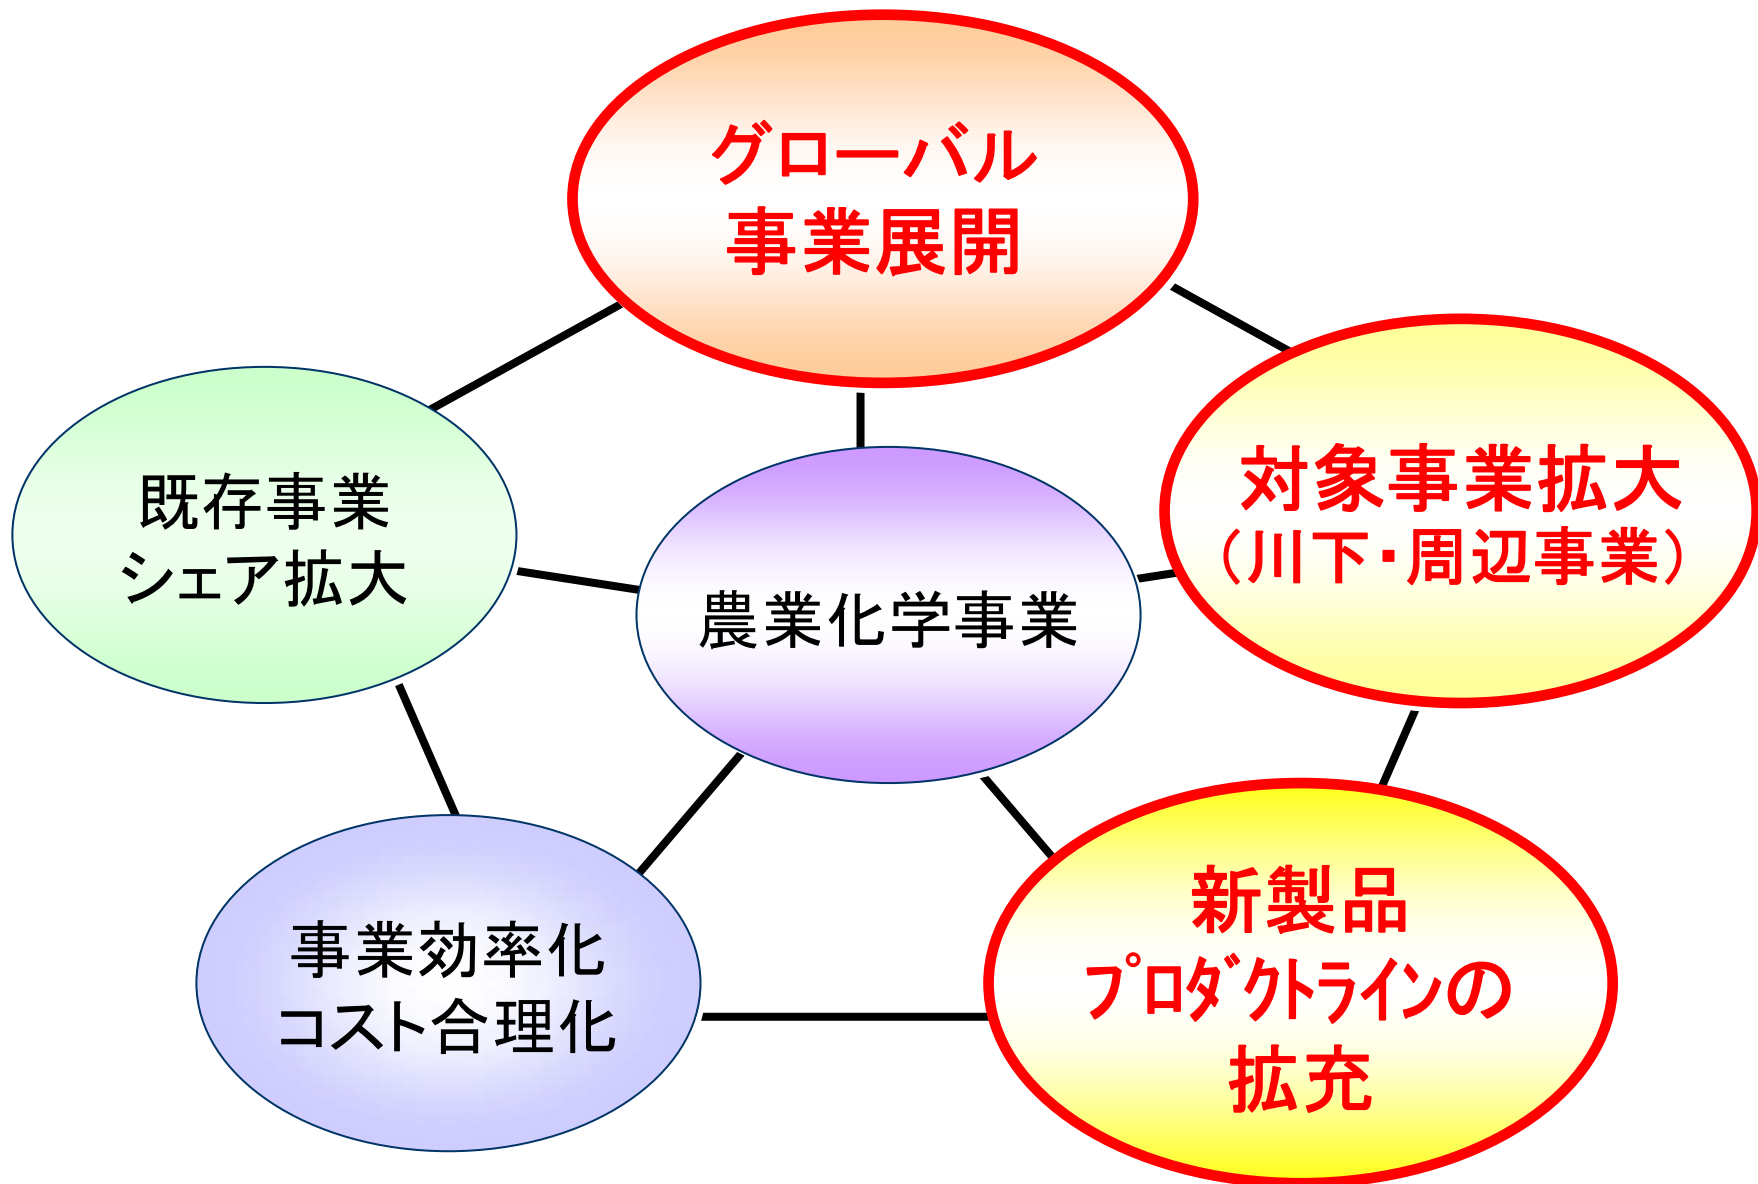 グローバル
事業展開
対象事業拡大
（川下・周辺事業）
既存事業
シェア拡大
農業化学事業
新製品
ﾌﾟﾛﾀﾞｸﾄﾗｲﾝの
拡充
事業効率化
コスト合理化